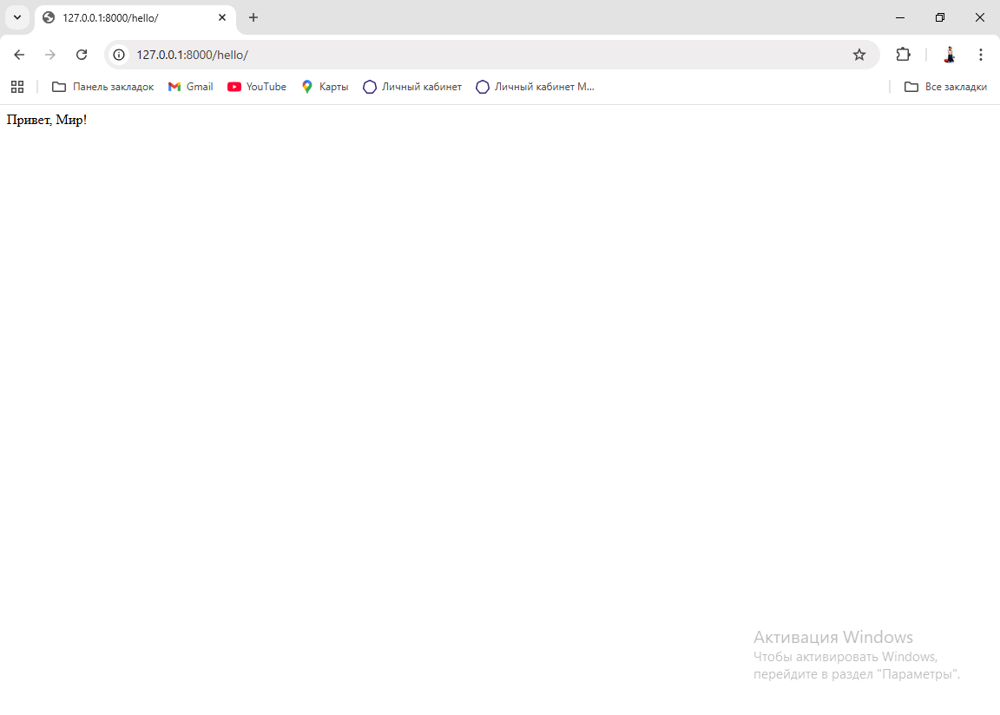 127.0.0.1:8000/hello/
127.0.0.1:8000/hello/
Панель закладок Gmail YouTube Карты Личный кабинет Личный кабинет М... Все закладки
Привет, Мир!
Активация Windows
Чтобы активировать Windows,
перейдите в раздел "Параметры".